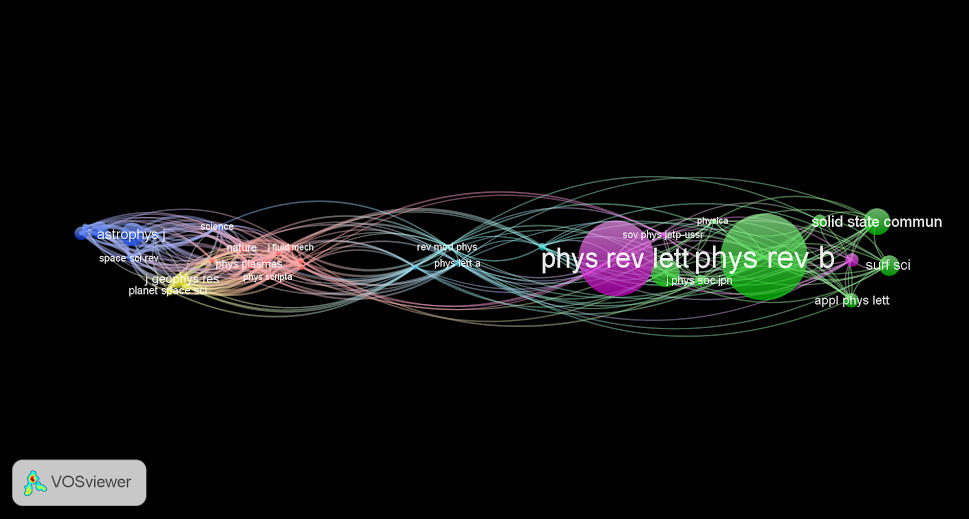 physica
solid state commun
science
astrophys j
sov phys jetp-ussr
nature
j fluid mech
rev mod phys
space sci rev
phys rev lett
phys rev b
phys plasmas
phys lett a
surf sci
j geophys res
phys scripta
j phys soc jpn
planet space sci
appl phys lett
VOSviewer